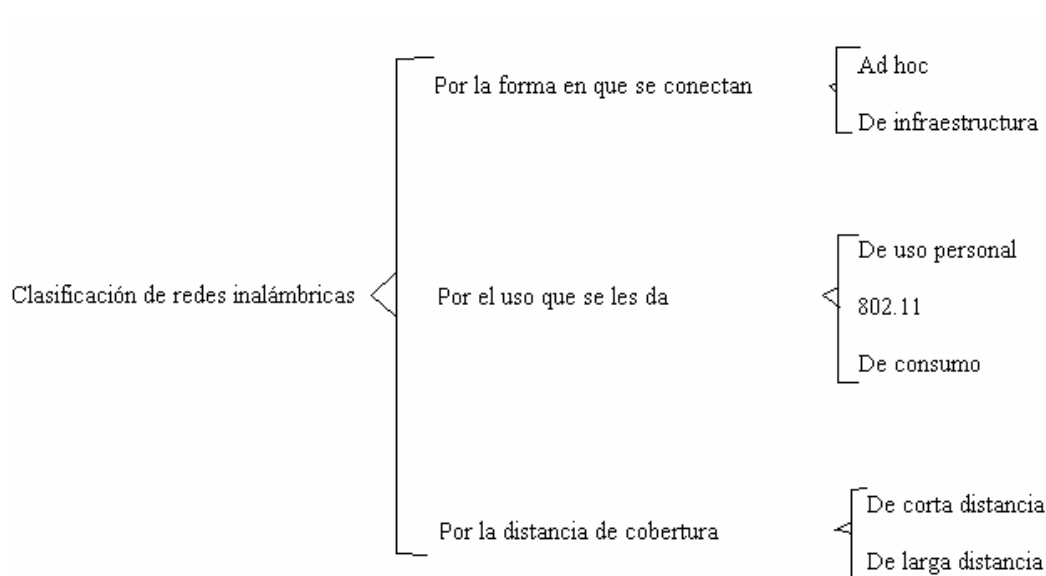 Clasificación de redes inalámbricas
Por la forma en que se conectan
Ad hoc
De infraestructura
Por el uso que se les da
De uso personal
802.11
De consumo
Por la distancia de cobertura
De corta distancia
De larga distancia